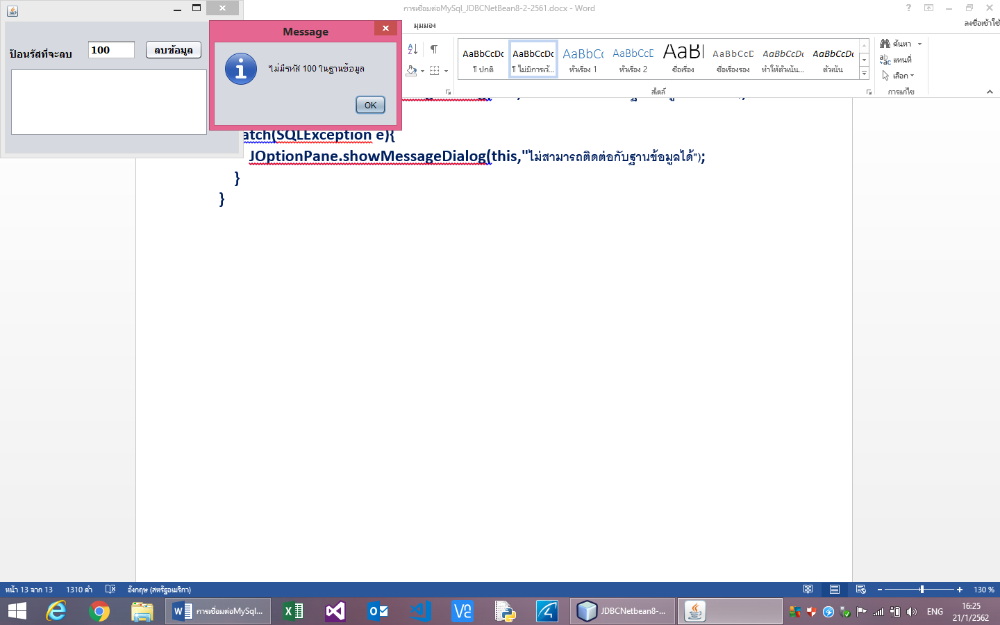 การเชื่อมต่อMySql_JDBCNetBean8-2-2561.docx - Word
มุมมอง
ลงชื่อเข้าใช้
Message
ป้อนรัสที่จะลบ
100
ลบข้อมูล
ไม่มีรหัส 100 ในฐานข้อมูล
OK
AaBbCcDc
¶ ปกติ
AaBbCcDc
¶ ไม่มีการเว้...
AaBbCc
หัวเรื่อง 1
AaBbCcD
หัวเรื่อง 2
AaBl
ชื่อเรื่อง
AaBbCcD
ชื่อเรื่องรอง
AaBbCcDc
ทำให้ตัวเน้น...
AaBbCcDc
ตัวเน้น
สไตล์
ค้นหา
แทนที่
เลือก
การแก้ไข
atch(SQLException e){
JOptionPane.showMessageDialog(this,"ไม่สามารถติดต่อกับฐานข้อมูลได้");
}
}
หน้า 13 จาก 13
1310 คำ
อังกฤษ (สหรัฐอเมริกา)
130 %
การเชื่อมต่อMySql...
JDBCNetbean8-...
ENG
16:25
21/1/2562